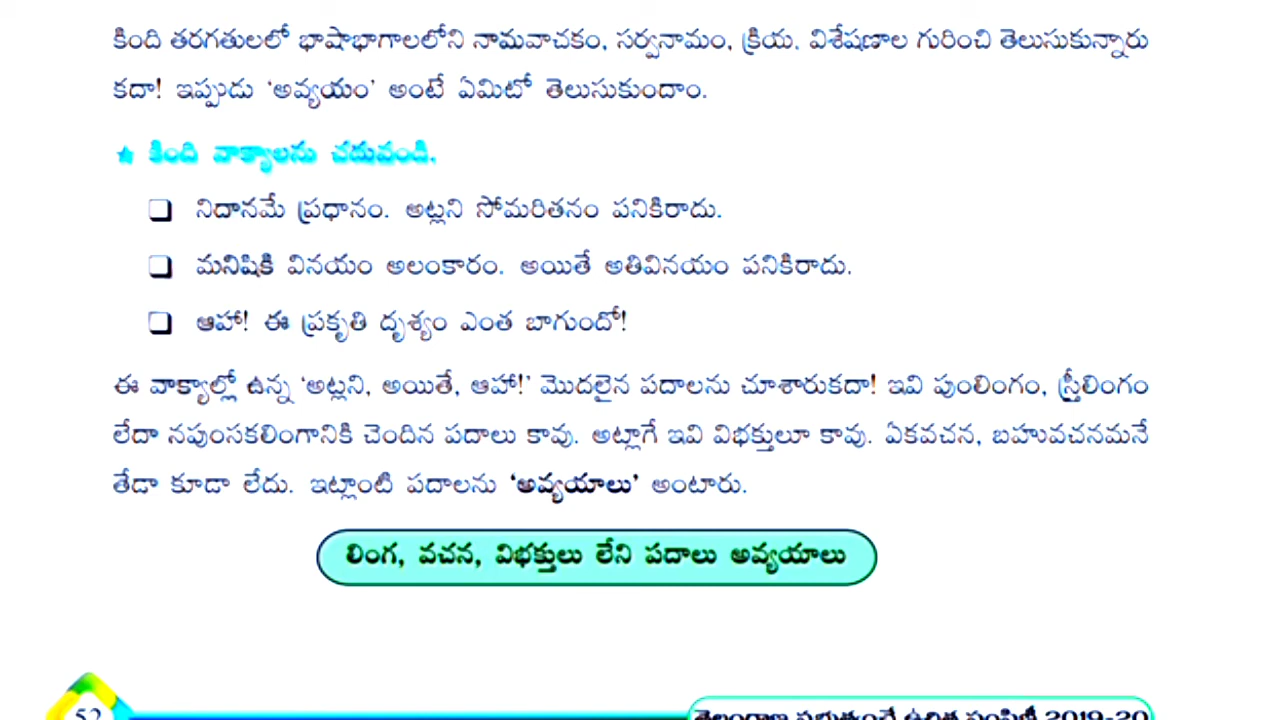 కింది తరగతులలో భాషాభాగాలలోని నామవాచకం, సర్వనామం, క్రియ. విశేషణాల గురించి తెలుసుకున్నారు
కదా! ఇప్పుడు ‘అవ్యయం’ అంటే ఏమిటో తెలుసుకుందాం.
★ కింది వాక్యాలను చదువండి.
❑ నిదానమే ప్రధానం. అట్లని సోమరితనం పనికిరాదు.
❑ మనిషికి వినయం అలంకారం. అయితే అతివినయం పనికిరాదు.
❑ ఆహా! ఈ ప్రకృతి దృశ్యం ఎంత బాగుందో!
ఈ వాక్యాల్లో ఉన్న ‘అట్లని, అయితే, ఆహా!’ మొదలైన పదాలను చూశారుకదా! ఇవి పుంలింగం, స్త్రీలింగం
లేదా నపుంసకలింగానికి చెందిన పదాలు కావు. అట్లాగే ఇవి విభక్తులూ కావు. ఏకవచన, బహువచనమనే
తేడా కూడా లేదు. ఇట్లాంటి పదాలను ‘అవ్యయాలు’ అంటారు.
లింగ, వచన, విభక్తులు లేని పదాలు అవ్యయాలు
52
తెలంగాణ ప్రభుత్వంచే ఉచిత పంపిణీ 2019-20